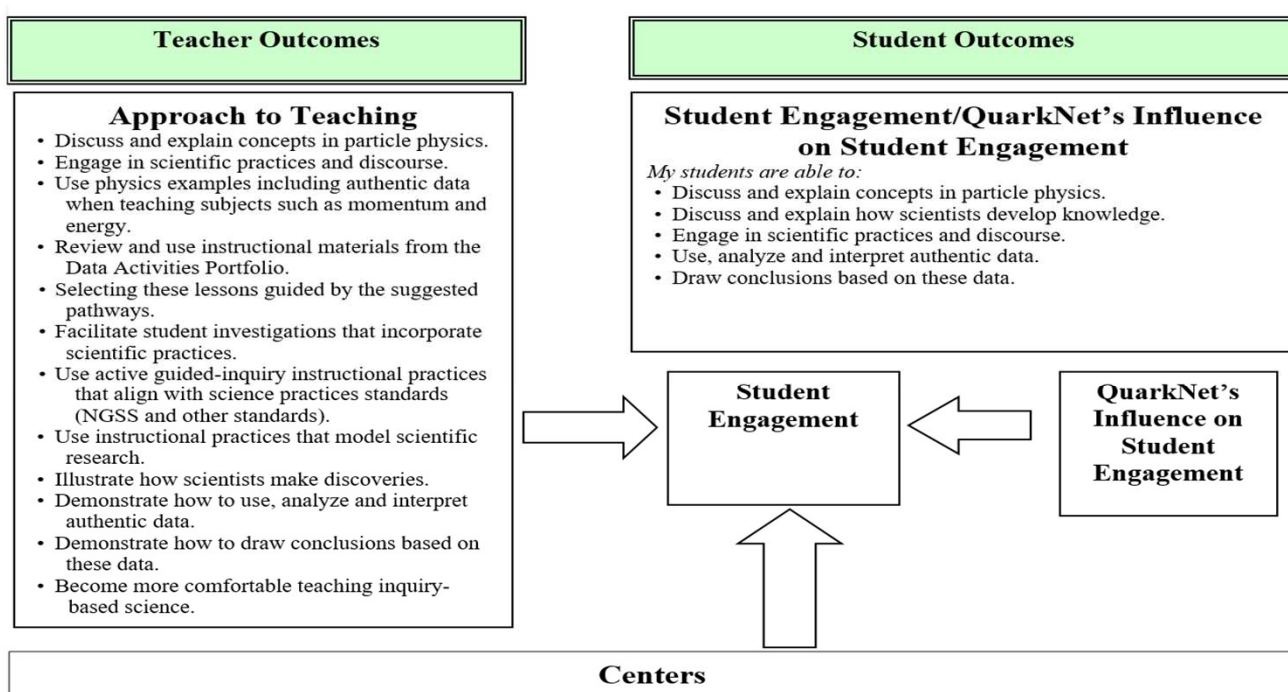 Teacher Outcomes
Approach to Teaching
• Discuss and explain concepts in particle physics.
• Engage in scientific practices and discourse.
• Use physics examples including authentic data
when teaching subjects such as momentum and
energy.
• Review and use instructional materials from the
Data Activities Portfolio.
• Selecting these lessons guided by the suggested
pathways.
• Facilitate student investigations that incorporate
scientific practices.
• Use active guided-inquiry instructional practices
that align with science practices standards
(NGSS and other standards).
• Use instructional practices that model scientific
research.
• Illustrate how scientists make discoveries.
• Demonstrate how to use, analyze and interpret
authentic data.
• Demonstrate how to draw conclusions based on
these data.
• Become more comfortable teaching inquiry-
based science.
Student Outcomes
Student Engagement/QuarkNet's Influence
on Student Engagement
My students are able to:
• Discuss and explain concepts in particle physics.
• Discuss and explain how scientists develop knowledge.
• Engage in scientific practices and discourse.
• Use, analyze and interpret authentic data.
• Draw conclusions based on these data.
Student
Engagement
QuarkNet's
Influence on
Student
Engagement
Centers